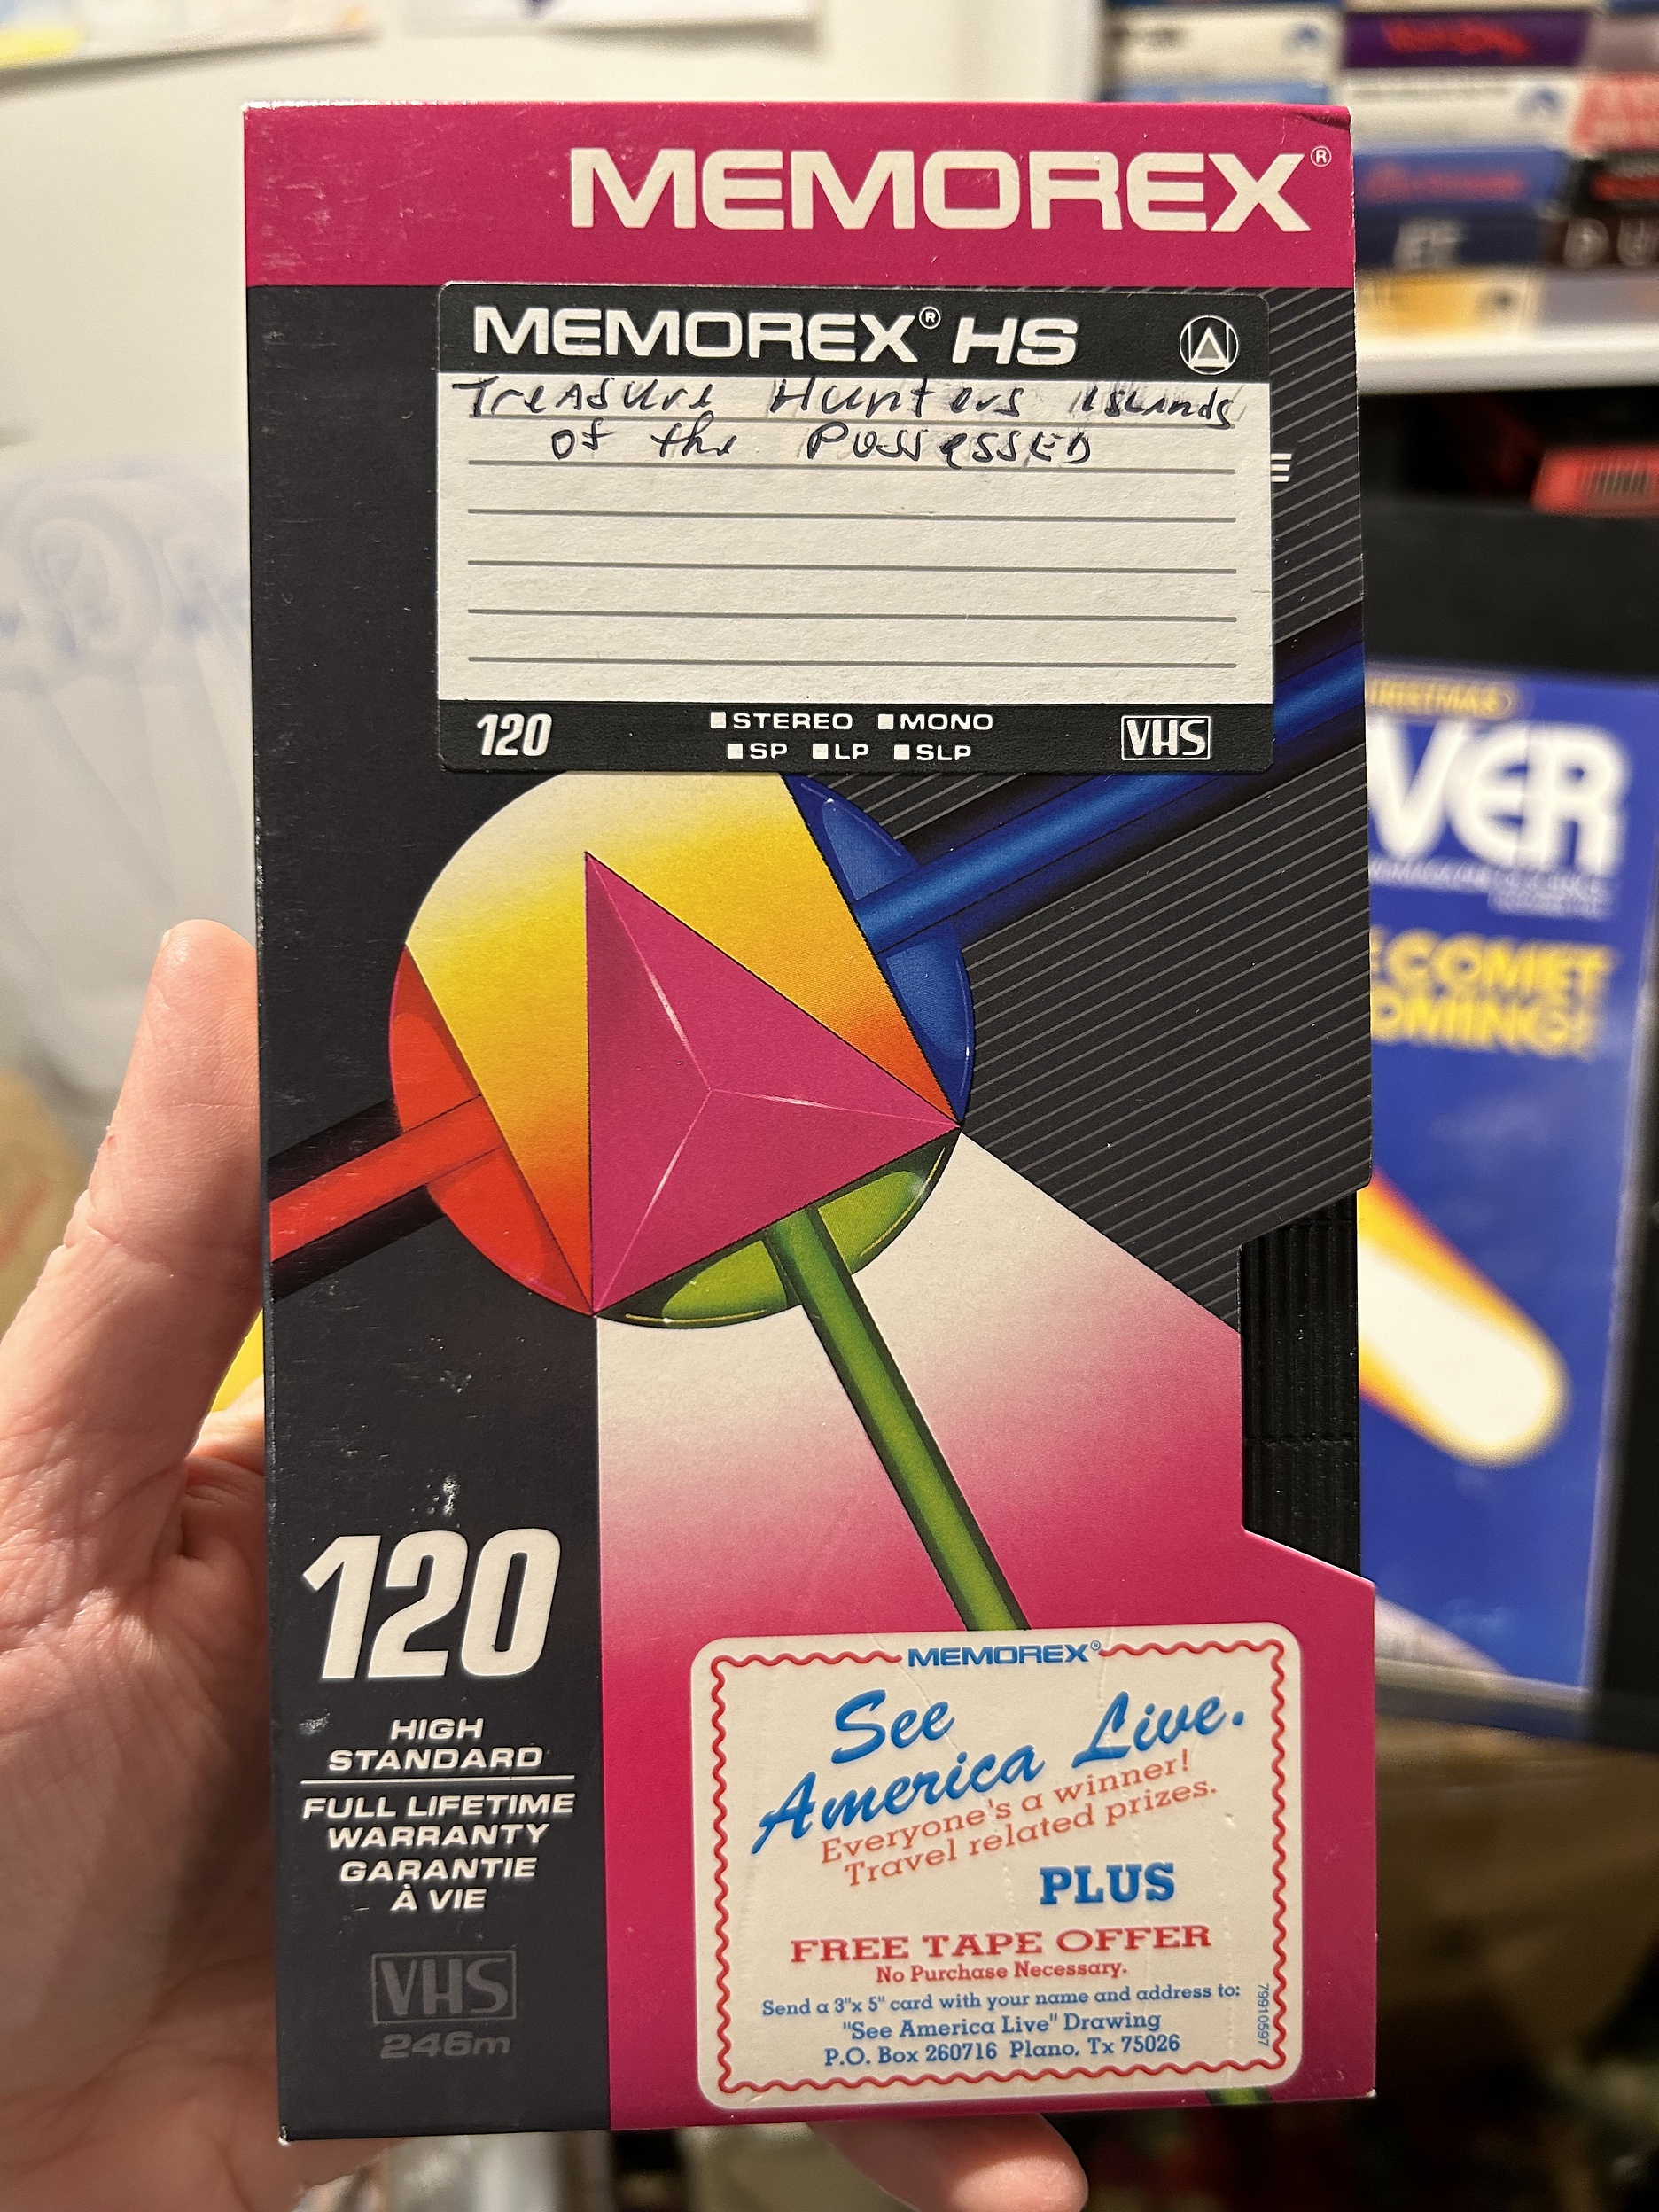 MEMOREX®
MEMOREX® HS
Treasure Hunters Islands
of the PossessED
E
120
STEREO MONO
SP LP SLP
VHS
VER
COMET
OMING!
120
HIGH
STANDARD
FULL LIFETIME
WARRANTY
GARANTIE
À VIE
VHS
246m
MEMOREX®
See
America Live.
Everyone's a winner!
Travel related prizes.
PLUS
FREE TAPE OFFER
No Purchase Necessary.
Send a 3"x 5" card with your name and address to:
"See America Live" Drawing
P.O. Box 260716 Plano, Tx 75026
79910597